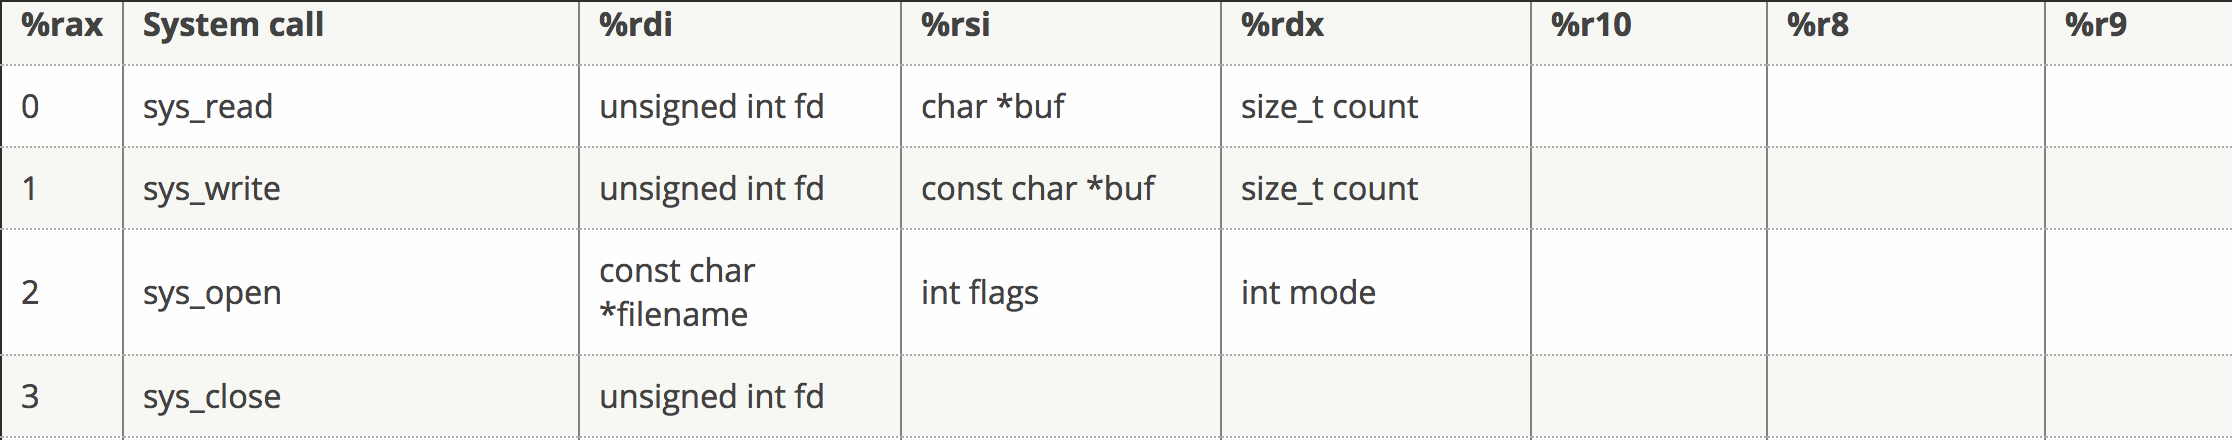 %rax System call %rdi %rsi %rdx %r10 %r8 %r9
0 sys_read unsigned int fd char *buf size_t count
1 sys_write unsigned int fd const char *buf size_t count
2 sys_open const char *filename int flags int mode
3 sys_close unsigned int fd